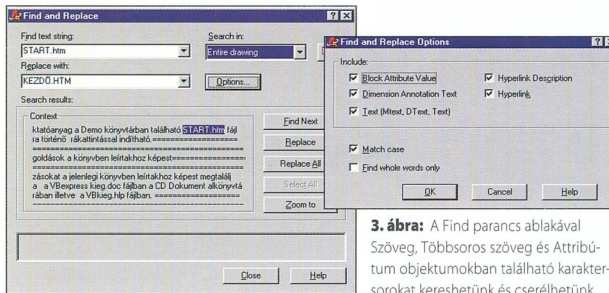 Find and Replace
Find text string:
START.htm
Search in:
Entire drawing
Replace with:
KEZDŐ.HTM
Options...
Search results:
Context
ktatóanyag a Demo könyvtárban található START.htm fájl
ra történő rákattintással indítható.==================
goldások a könyvben leírtakhoz képest================
zásokat a jelenlegi könyvben leírtakhoz képest megtalálj
a a VBexpress kieg.doc fájlban a CD Dokument alkönyvtá
rában illetve a VBkieg.hlp fájlban. ====================
Find Next
Replace
Replace All
Select All
Zoom to
Close
Help
Find and Replace Options
Include:
Block Attribute Value
Hyperlink Description
Dimension Annotation Text
Hyperlink
Text (Mtext, DText, Text)
Match case
Find whole words only
OK
Cancel
Help
3. ábra: A Find parancs ablakával
Szöveg, Többsoros szöveg és Attribú-
tum objektumokban található karakter-
sorokat kereshetünk és cserélhetünk